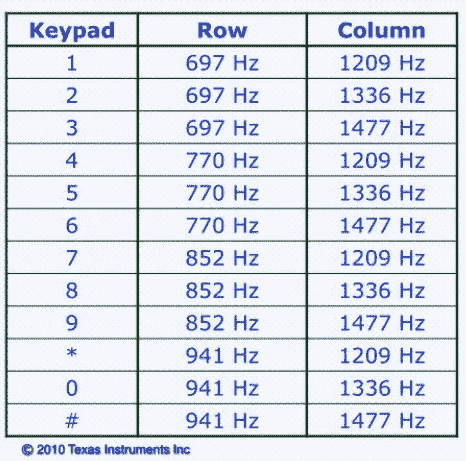 Keypad Row Column
1 697 Hz 1209 Hz
2 697 Hz 1336 Hz
3 697 Hz 1477 Hz
4 770 Hz 1209 Hz
5 770 Hz 1336 Hz
6 770 Hz 1477 Hz
7 852 Hz 1209 Hz
8 852 Hz 1336 Hz
9 852 Hz 1477 Hz
* 941 Hz 1209 Hz
0 941 Hz 1336 Hz
# 941 Hz 1477 Hz
© 2010 Texas Instruments Inc